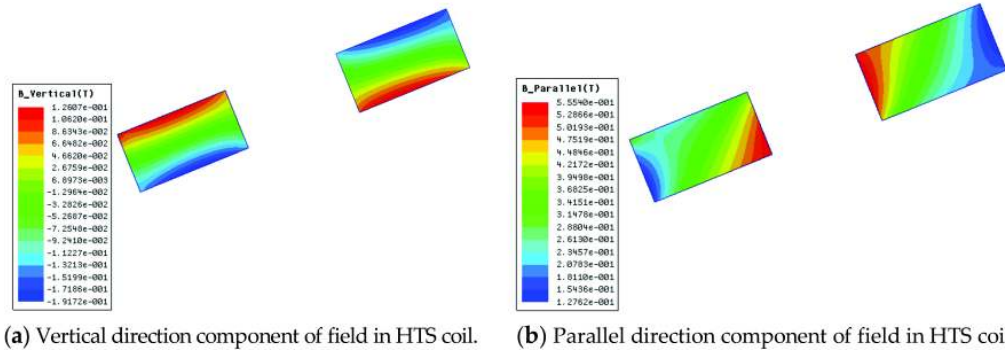 B_Vertical(T)
1.2607e-001
1.0620e-001
8.6343e-002
6.6482e-002
4.6620e-002
2.6759e-002
6.8973e-003
-1.2964e-002
-3.2826e-002
-5.2687e-002
-7.2548e-002
-9.2410e-002
-1.1227e-001
-1.3213e-001
-1.5199e-001
-1.7186e-001
-1.9172e-001
(a) Vertical direction component of field in HTS coil.
B_Parallel(T)
5.5540e-001
5.2866e-001
5.0193e-001
4.7519e-001
4.4846e-001
4.2172e-001
3.9498e-001
3.6825e-001
3.4151e-001
3.1478e-001
2.8804e-001
2.6130e-001
2.3457e-001
2.0783e-001
1.8110e-001
1.5436e-001
1.2762e-001
(b) Parallel direction component of field in HTS coi